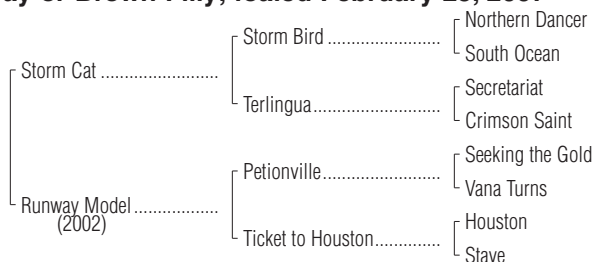 Northern Dancer
Storm Bird .......................
South Ocean
Storm Cat ........................
Secretariat
Terlingua..........................
Crimson Saint
Seeking the Gold
Petionville........................
Vana Turns
Runway Model .................
(2002)
Houston
Ticket to Houston..............
Stave